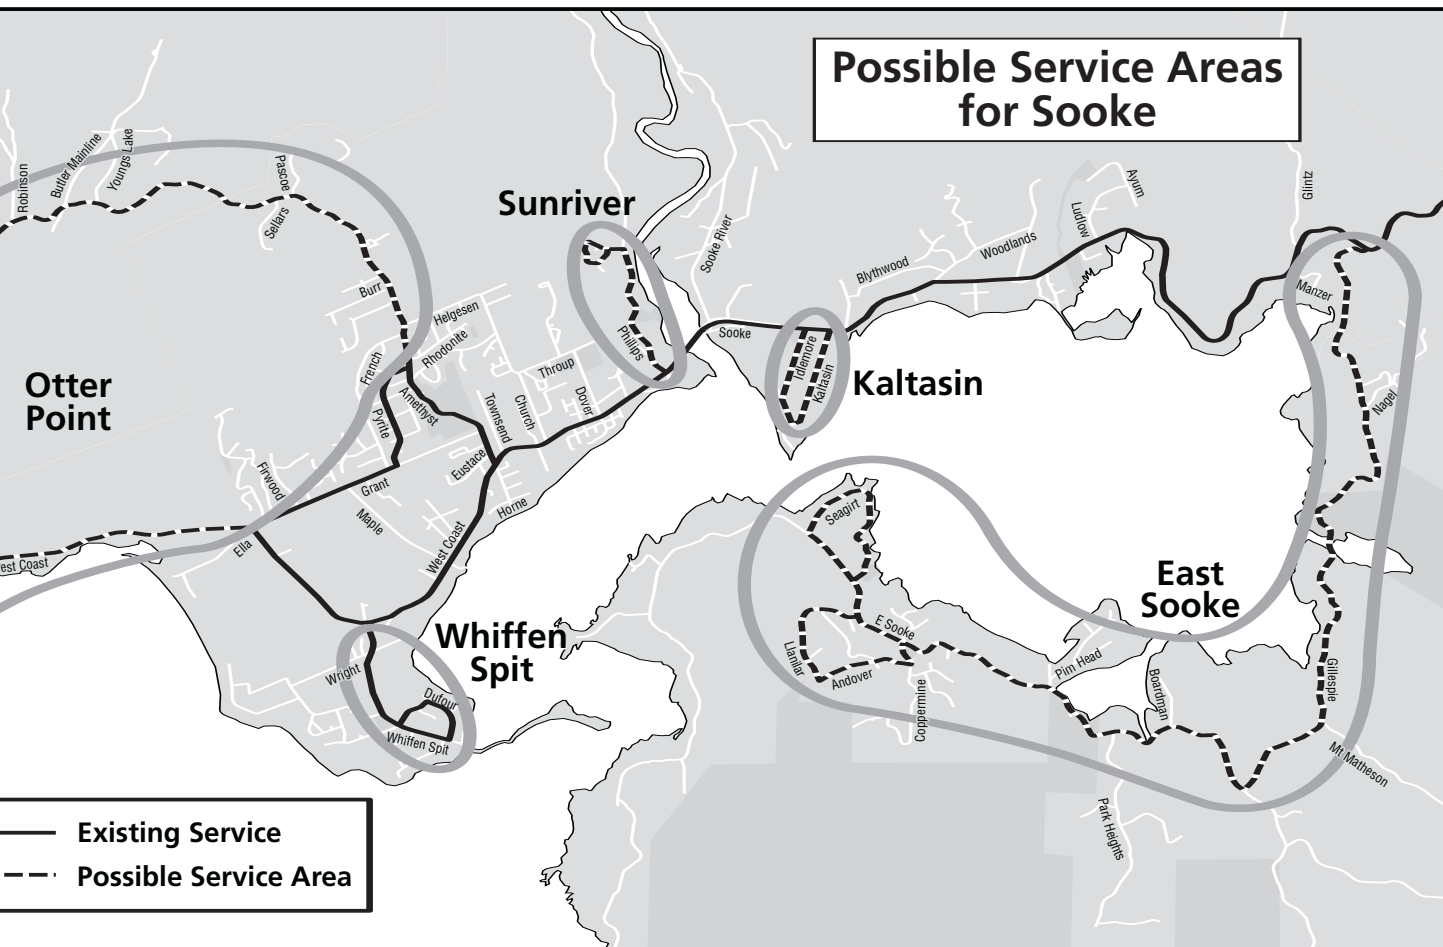 Possible Service Areas
for Sooke
Robinson
Butler Mainline
Youngs Lake
Pascoe
Sellars
Burr
Helgesen
Rhodonite
French
Amethyst
Pyrite
Otter
Point
Firwood
Grant
Maple
Eustace
Townsend
Church
Throup
Dover
Horne
West Coast
Ella
est Coast
Sunriver
Phillips
Sooke River
Sooke
Idlemore
Kaltasin
Kaltasin
Blythwood
Woodlands
Ludlow
Ayum
Glintz
Manzer
Nagel
Seagirt
E Sooke
Llanilar
Andover
Coppermine
East
Sooke
Pim Head
Boardman
Gillespie
Mt Matheson
Park Heights
Whiffen
Spit
Wright
Dufour
Whiffen Spit
Existing Service
Possible Service Area